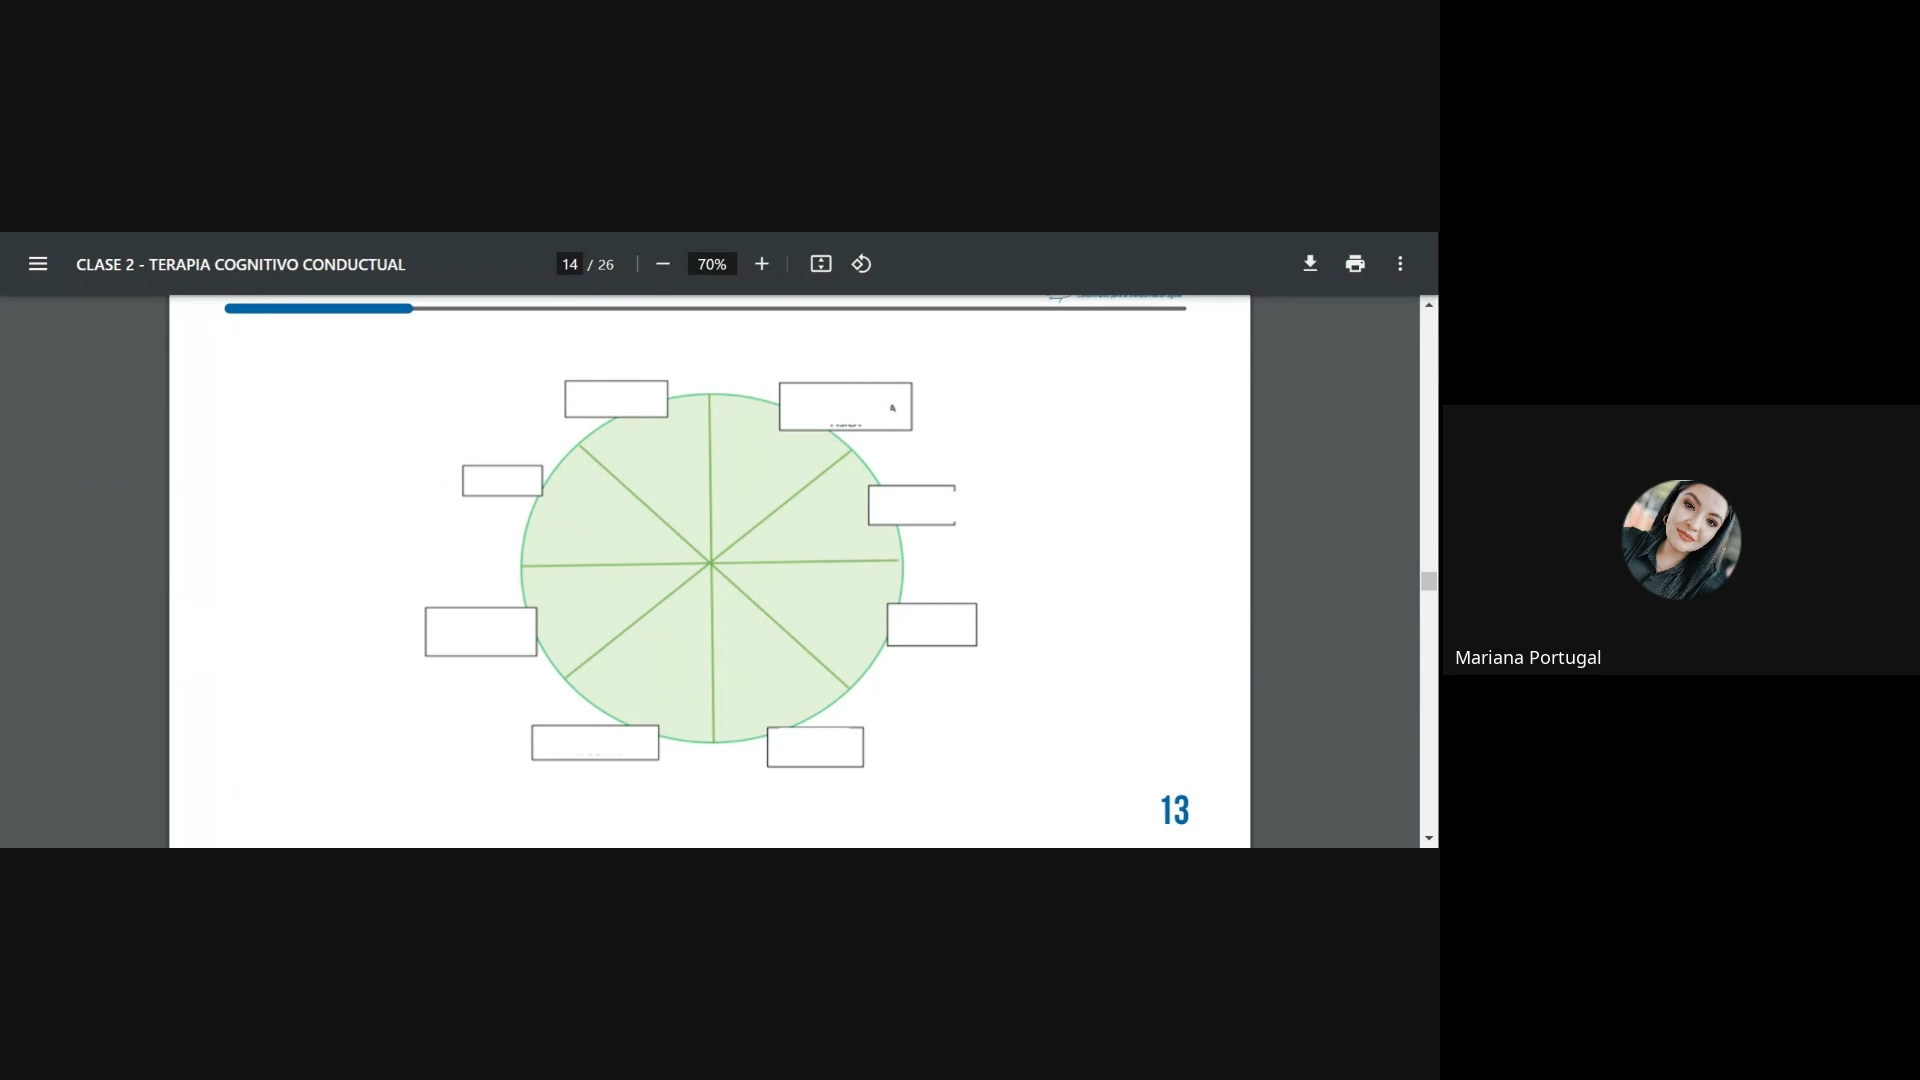 CLASE 2 - TERAPIA COGNITIVO CONDUCTUAL
14 / 26
70%
13
Mariana Portugal